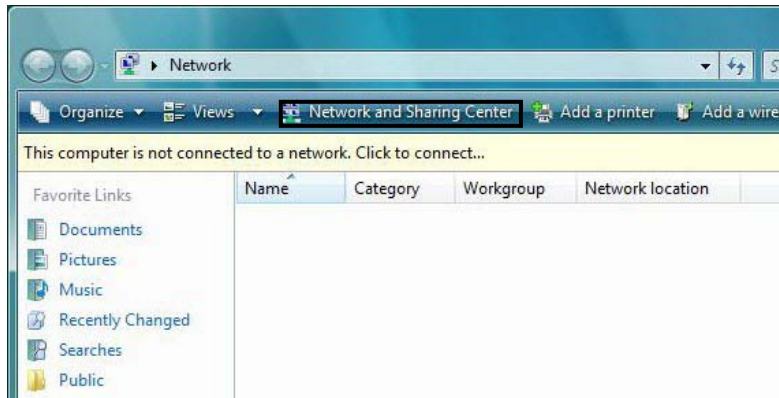 Network
Organize Views Network and Sharing Center Add a printer Add a wire
This computer is not connected to a network. Click to connect...
Favorite Links
Name Category Workgroup Network location
Documents
Pictures
Music
Recently Changed
Searches
Public